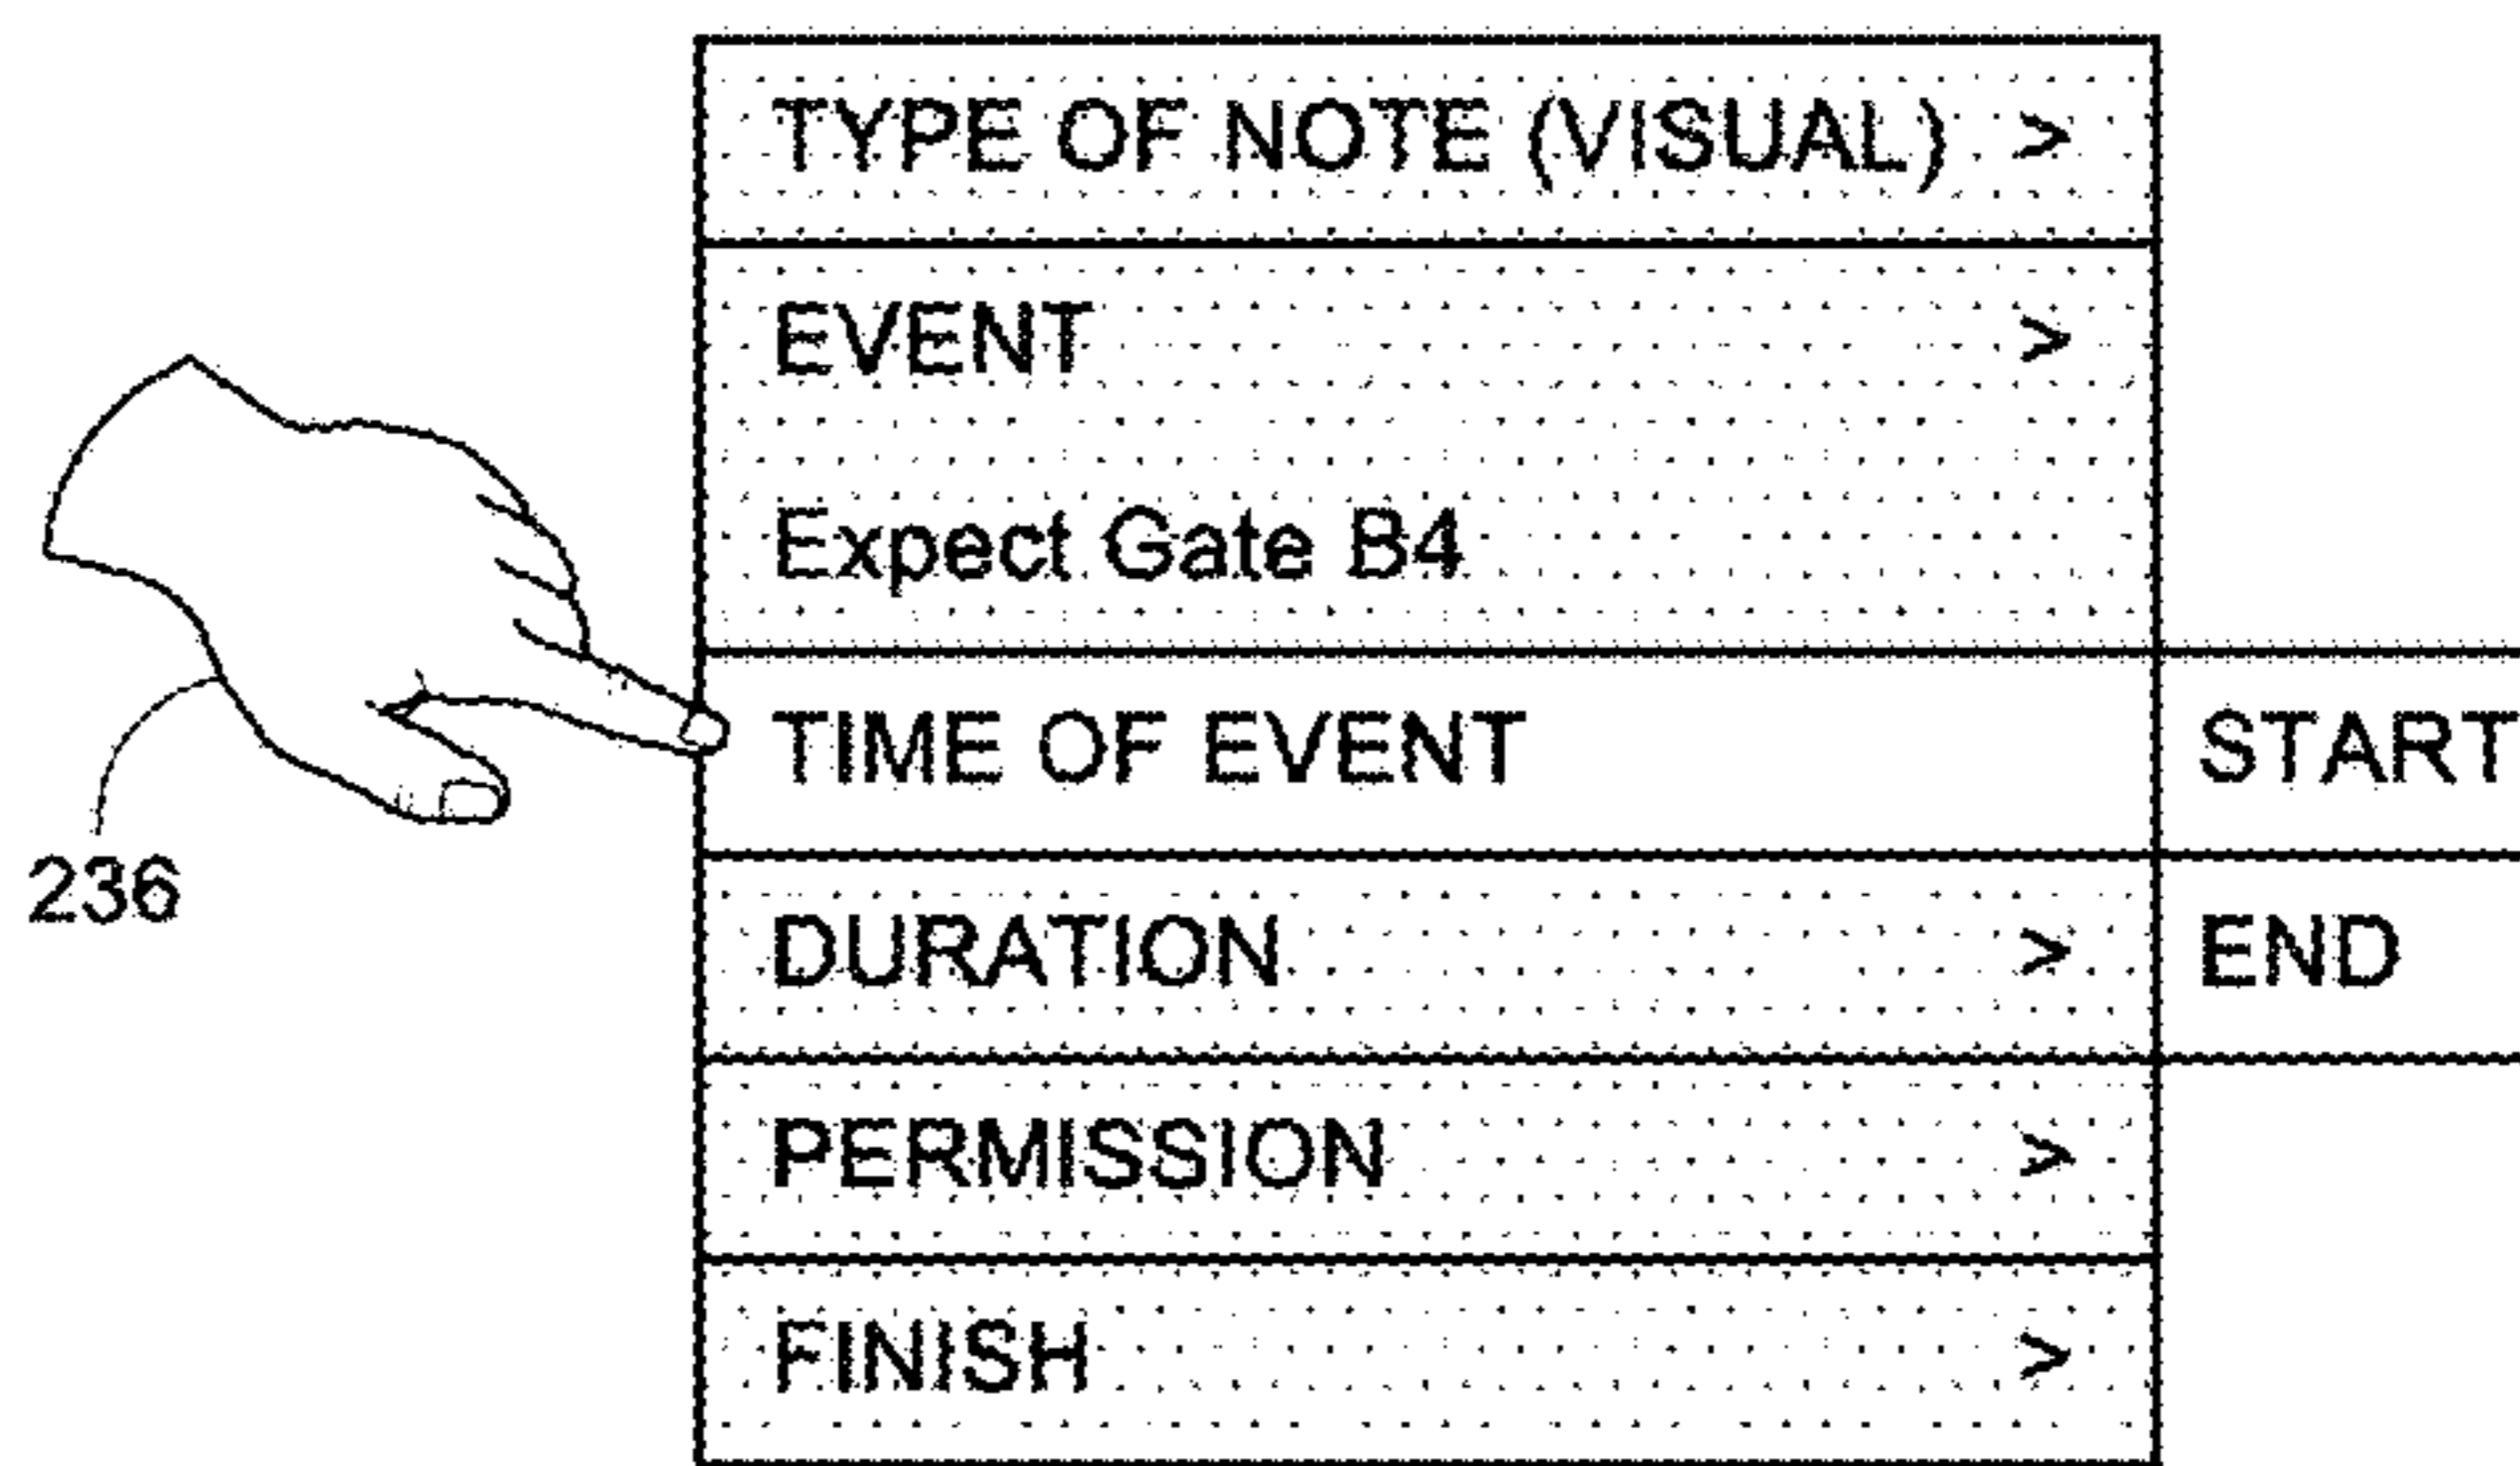 TYPE OF NOTE (VISUAL) >
EVENT >
Expect Gate B4
TIME OF EVENT START
236
DURATION > END
PERMISSION >
FINISH >